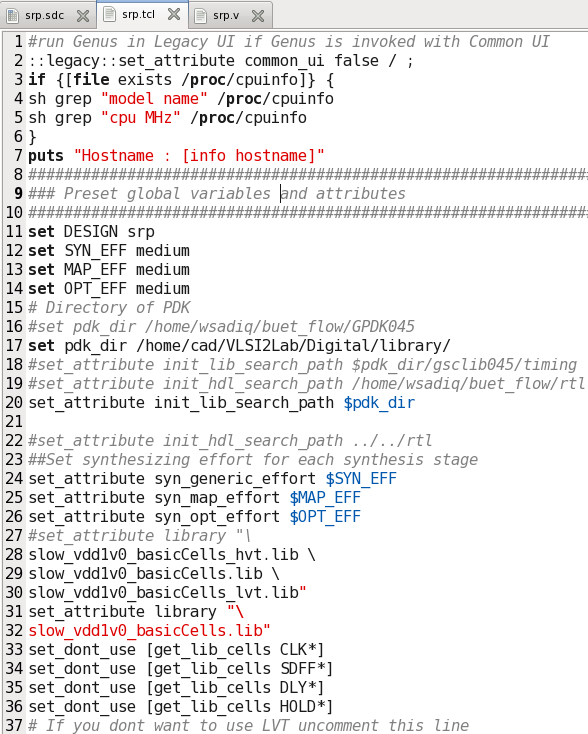 srp.sdc srp.tcl srp.v
1 #run Genus in Legacy UI if Genus is invoked with Common UI
2 ::legacy::set_attribute common_ui false / ;
3 if {[file exists /proc/cpuinfo]} {
4 sh grep "model name" /proc/cpuinfo
5 sh grep "cpu MHz" /proc/cpuinfo
6 }
7 puts "Hostname : [info hostname]"
8 ##############################################################
9 ### Preset global variables and attributes
10 ##############################################################
11 set DESIGN srp
12 set SYN_EFF medium
13 set MAP_EFF medium
14 set OPT_EFF medium
15 # Directory of PDK
16 #set pdk_dir /home/wsadiq/buet_flow/GPDK045
17 set pdk_dir /home/cad/VLSI2Lab/Digital/library/
18 #set_attribute init_lib_search_path $pdk_dir/gsclib045/timing
19 #set_attribute init_hdl_search_path /home/wsadiq/buet_flow/rtl
20 set_attribute init_lib_search_path $pdk_dir
21
22 #set_attribute init_hdl_search_path ../../rtl
23 ##Set synthesizing effort for each synthesis stage
24 set_attribute syn_generic_effort $SYN_EFF
25 set_attribute syn_map_effort $MAP_EFF
26 set_attribute syn_opt_effort $OPT_EFF
27 #set_attribute library "\
28 slow_vdd1v0_basicCells_hvt.lib \
29 slow_vdd1v0_basicCells.lib \
30 slow_vdd1v0_basicCells_lvt.lib"
31 set_attribute library "\
32 slow_vdd1v0_basicCells.lib"
33 set_dont_use [get_lib_cells CLK*]
34 set_dont_use [get_lib_cells SDFF*]
35 set_dont_use [get_lib_cells DLY*]
36 set_dont_use [get_lib_cells HOLD*]
37 # If you dont want to use LVT uncomment this line